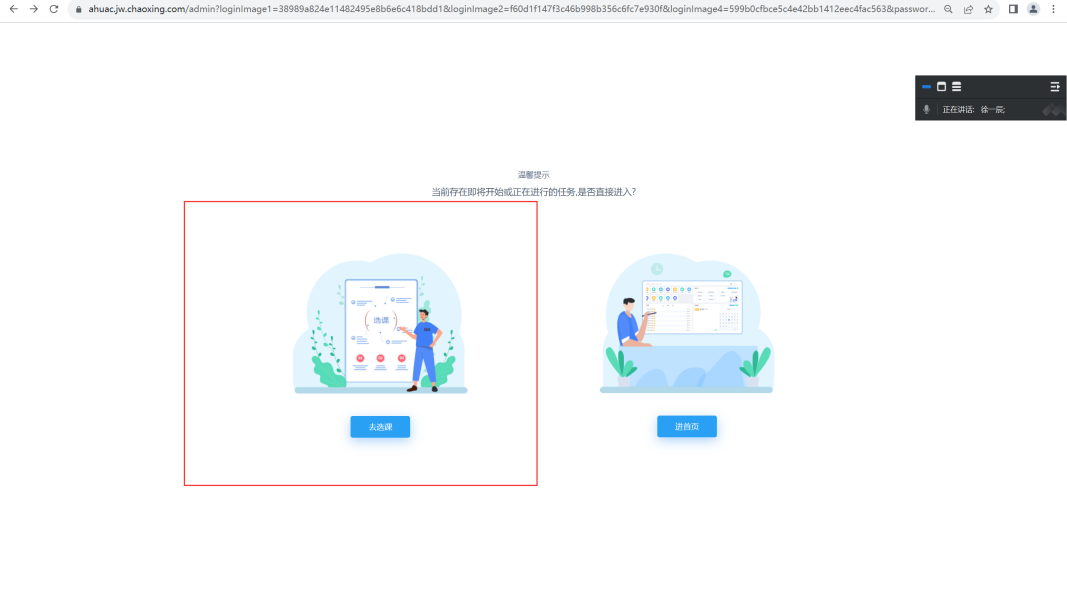 ahuac.jw.chaoxing.com/admin?loginImage1=38989a824e11482495e8b6e6c418bdd1&loginImage2=f60d1f147f3c46b998b356c6fc7e930f&loginImage4=599b0cfbce5c4e42bb1412eec4fac563&passwor...
正在讲话: 徐一辰;
温馨提示
当前存在即将开始或正在进行的任务,是否直接进入?
选课
去选课
进首页